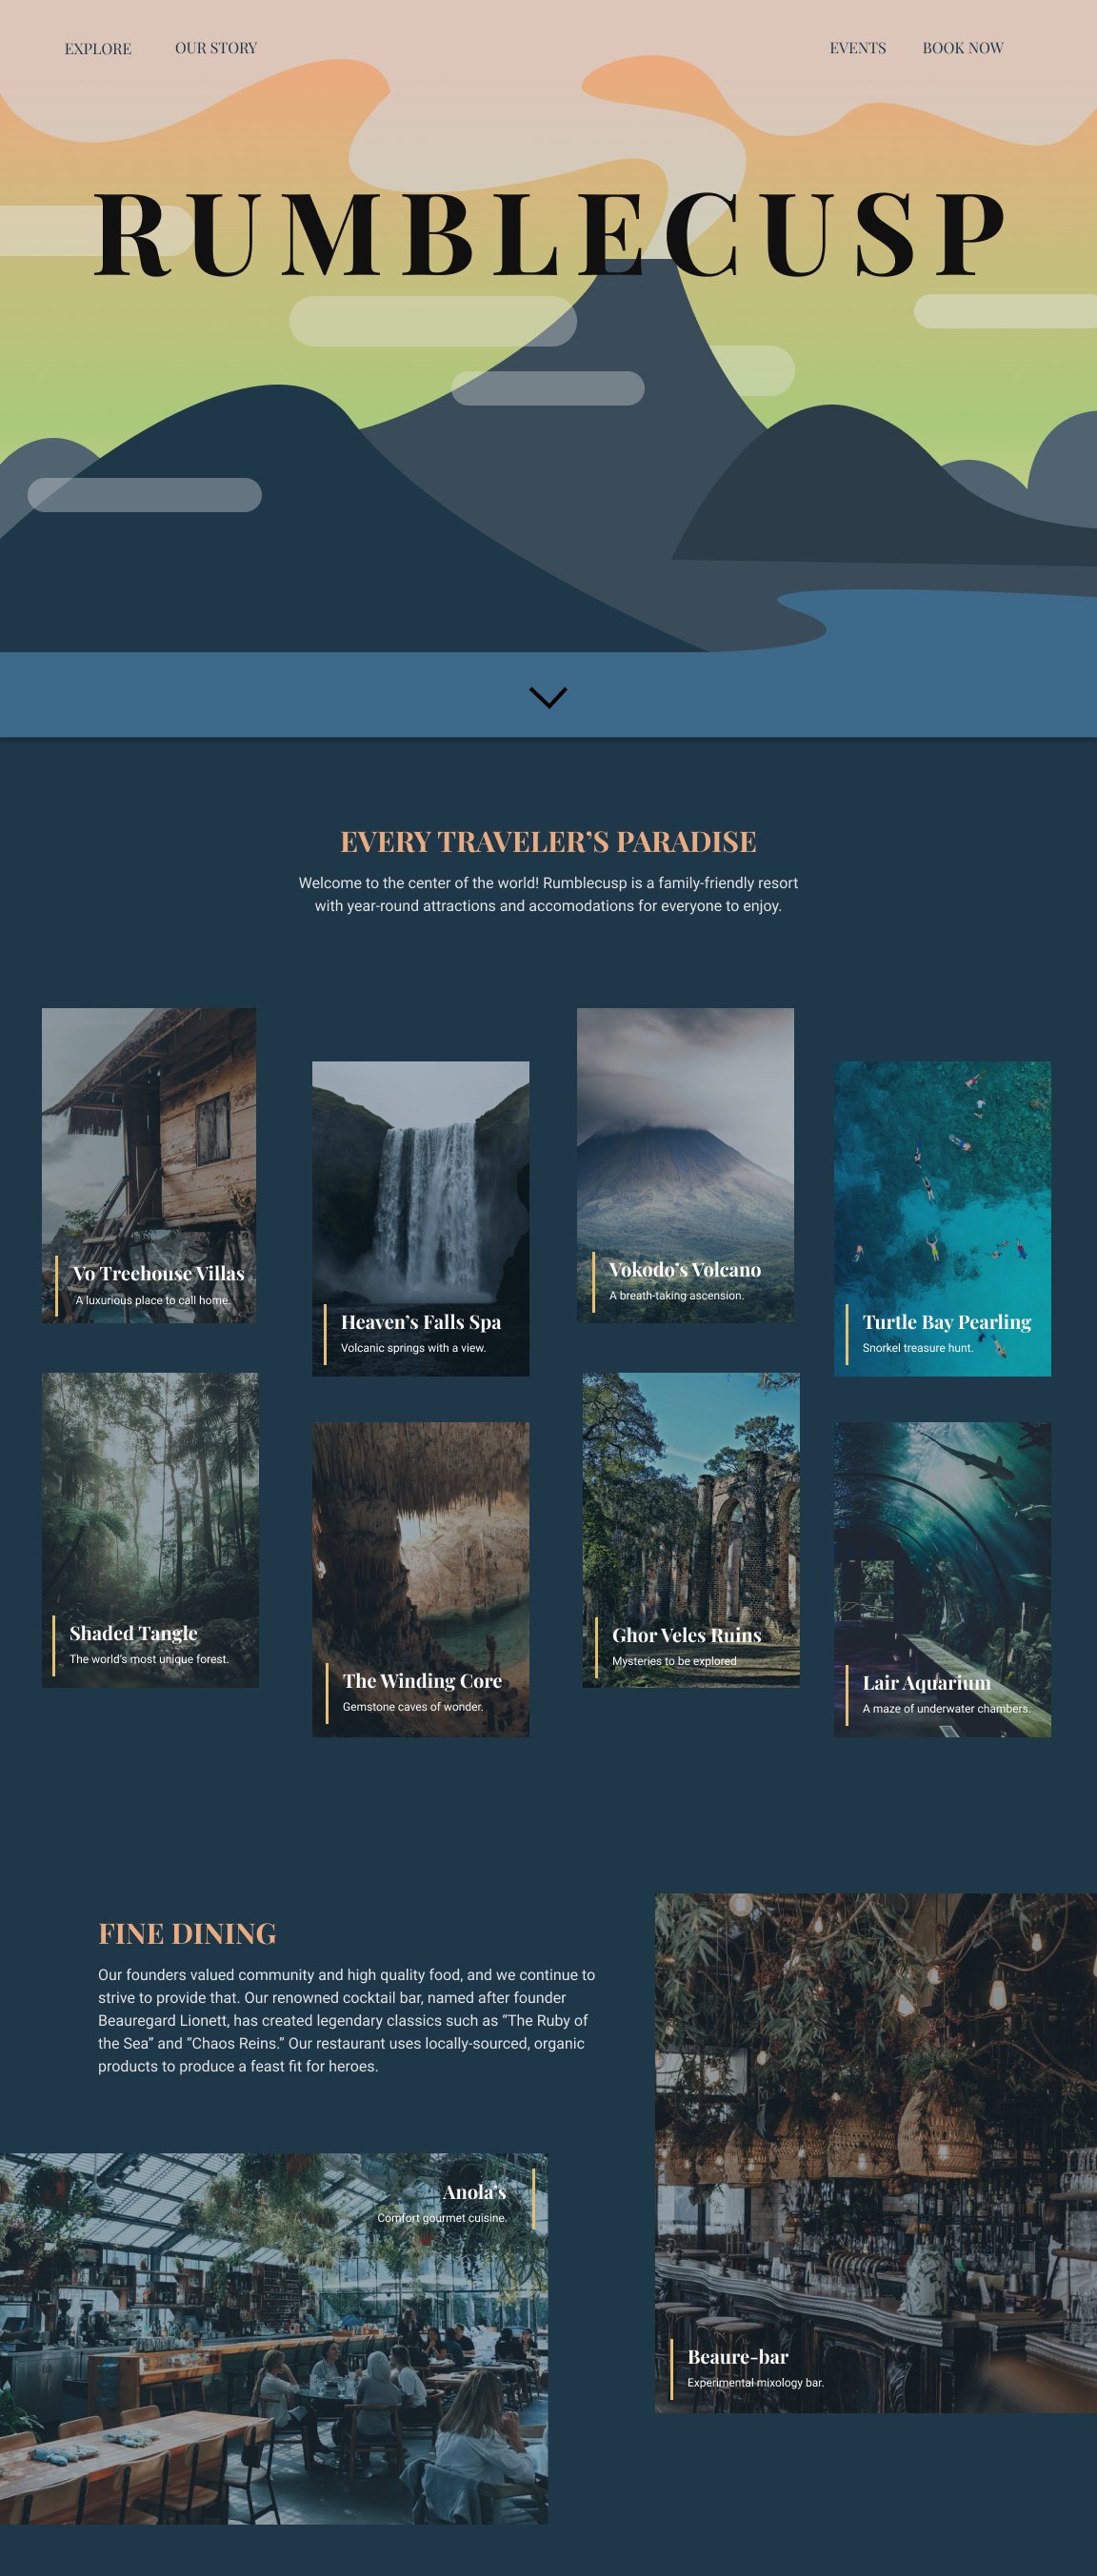 EXPLORE
OUR STORY
EVENTS
BOOK NOW
RUMBLECUSP
EVERY TRAVELER’S PARADISE
Welcome to the center of the world! Rumblecusp is a family-friendly resort
with year-round attractions and accomodations for everyone to enjoy.
Vo Treehouse Villas
A luxurious place to call home.
Heaven’s Falls Spa
Volcanic springs with a view.
Vokodo’s Volcano
A breath-taking ascension.
Turtle Bay Pearling
Snorkel treasure hunt.
Shaded Tangle
The world’s most unique forest.
The Winding Core
Gemstone caves of wonder.
Ghor Veles Ruins
Mysteries to be explored
Lair Aquarium
A maze of underwater chambers.
FINE DINING
Our founders valued community and high quality food, and we continue to
strive to provide that. Our renowned cocktail bar, named after founder
Beauregard Lionett, has created legendary classics such as “The Ruby of
the Sea” and “Chaos Reins.” Our restaurant uses locally-sourced, organic
products to produce a feast fit for heroes.
Anola’s
Comfort gourmet cuisine.
Beaure-bar
Experimental mixology bar.